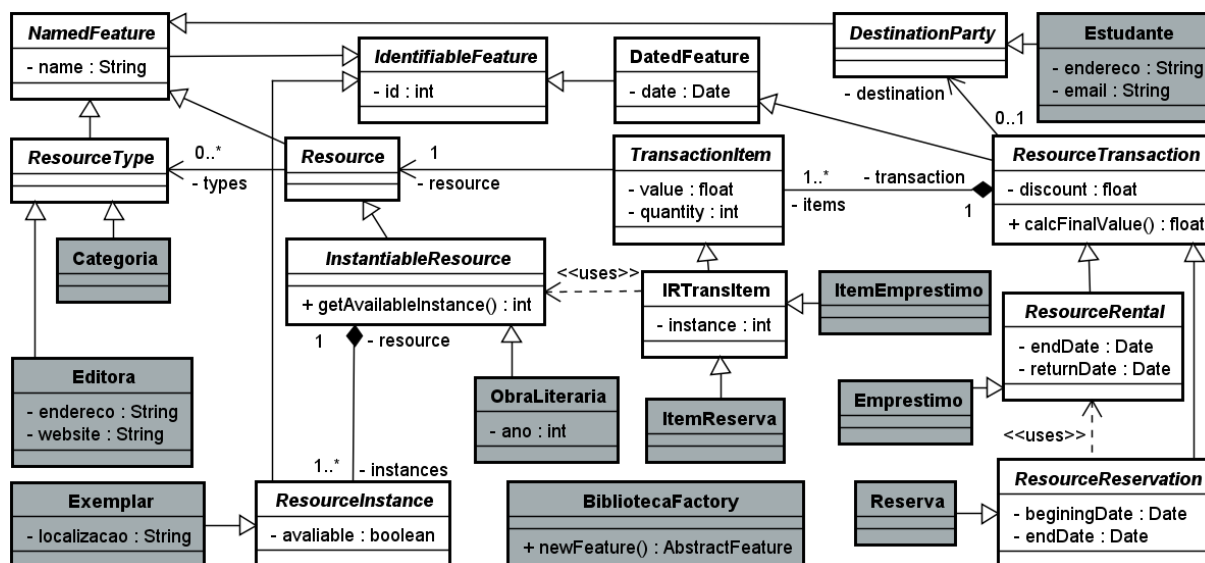 NamedFeature
- name : String
IdentifiableFeature
- id : int
DatedFeature
- date : Date
DestinationParty
Estudante
- endereco : String
- email : String
- destination
0..1
ResourceType
0..*
- types
Resource
1
- resource
TransactionItem
- value : float
- quantity : int
1..*
- items
- transaction
1
ResourceTransaction
- discount : float
+ calcFinalValue() : float
Categoria
InstantiableResource
+ getAvailableInstance() : int
<<uses>>
IRTransItem
- instance : int
ItemEmprestimo
ResourceRental
- endDate : Date
- returnDate : Date
1
- resource
Editora
- endereco : String
- website : String
ObraLiteraria
- ano : int
ItemReserva
Emprestimo
<<uses>>
1..*
- instances
Exemplar
- localizacao : String
ResourceInstance
- avaliable : boolean
BibliotecaFactory
+ newFeature() : AbstractFeature
Reserva
ResourceReservation
- beginingDate : Date
- endDate : Date